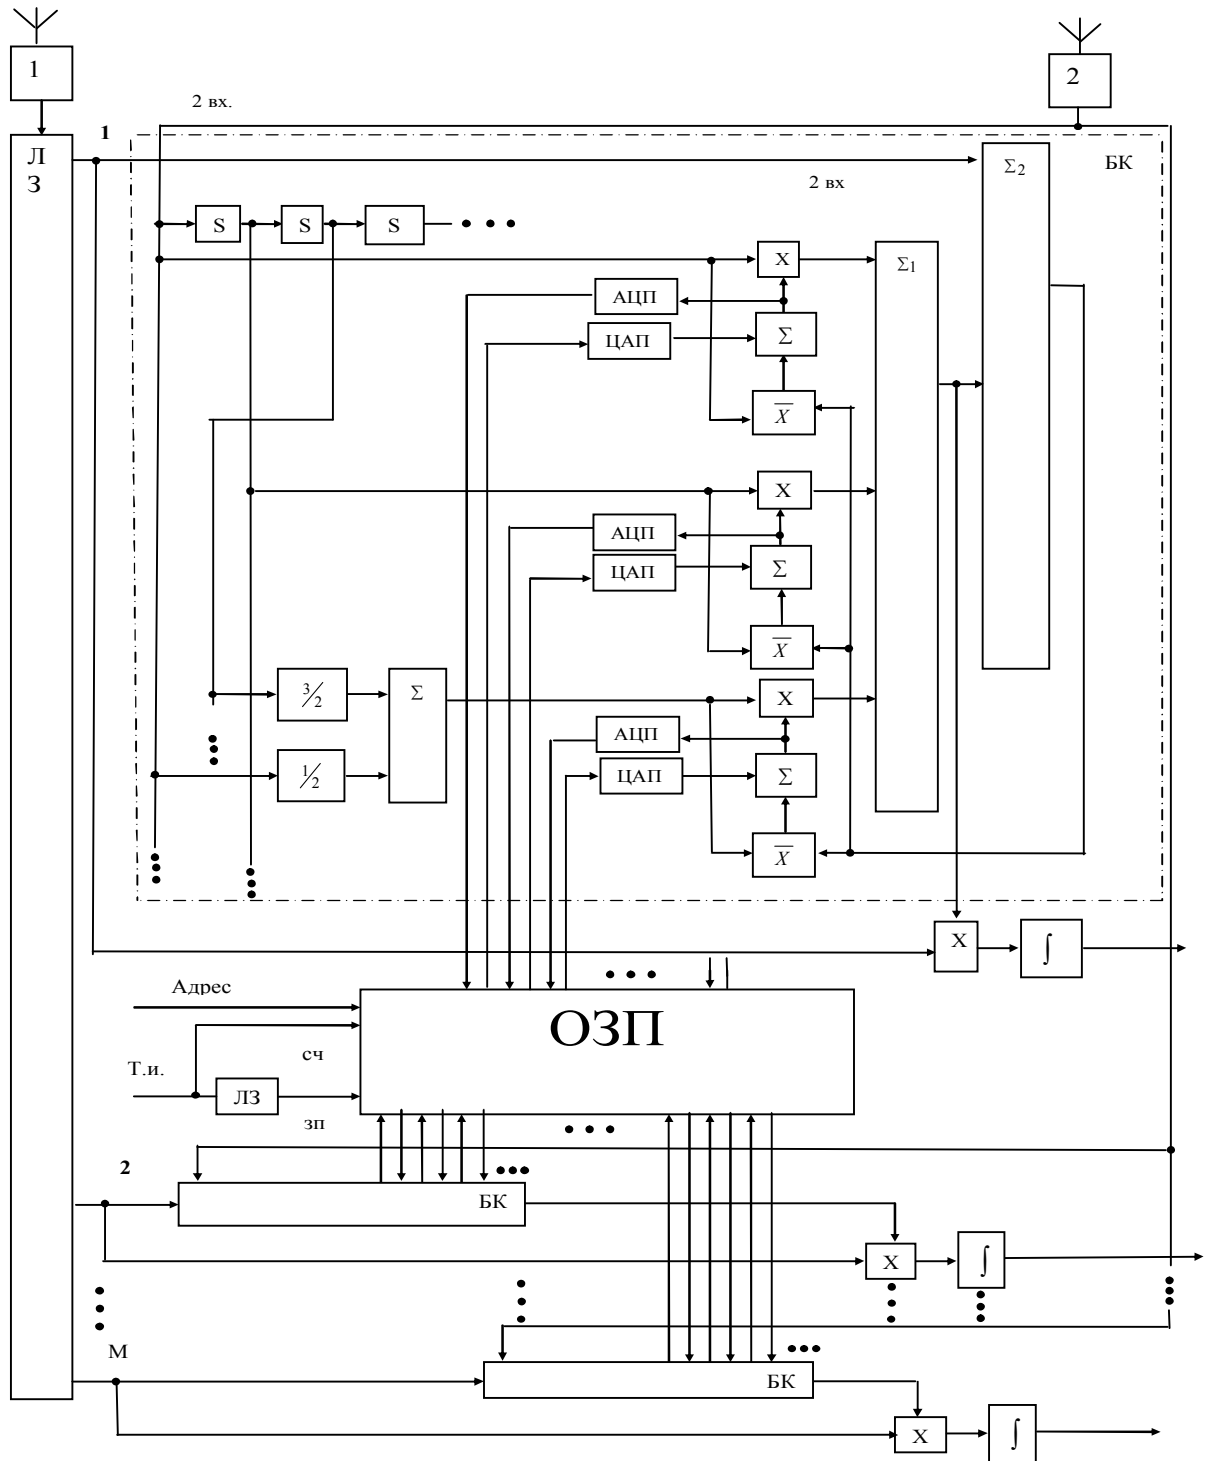 1
2
2 вх.
1
Л
З
Σ2
БК
2 вх
S
S
S
X
Σ1
АЦП
ЦАП
Σ
X̅
X
АЦП
ЦАП
Σ
X̅
3/2
Σ
X
АЦП
1/2
ЦАП
Σ
X̅
X
∫
Адрес
ОЗП
сч
Т.и.
ЛЗ
зп
2
БК
X
∫
М
БК
X
∫